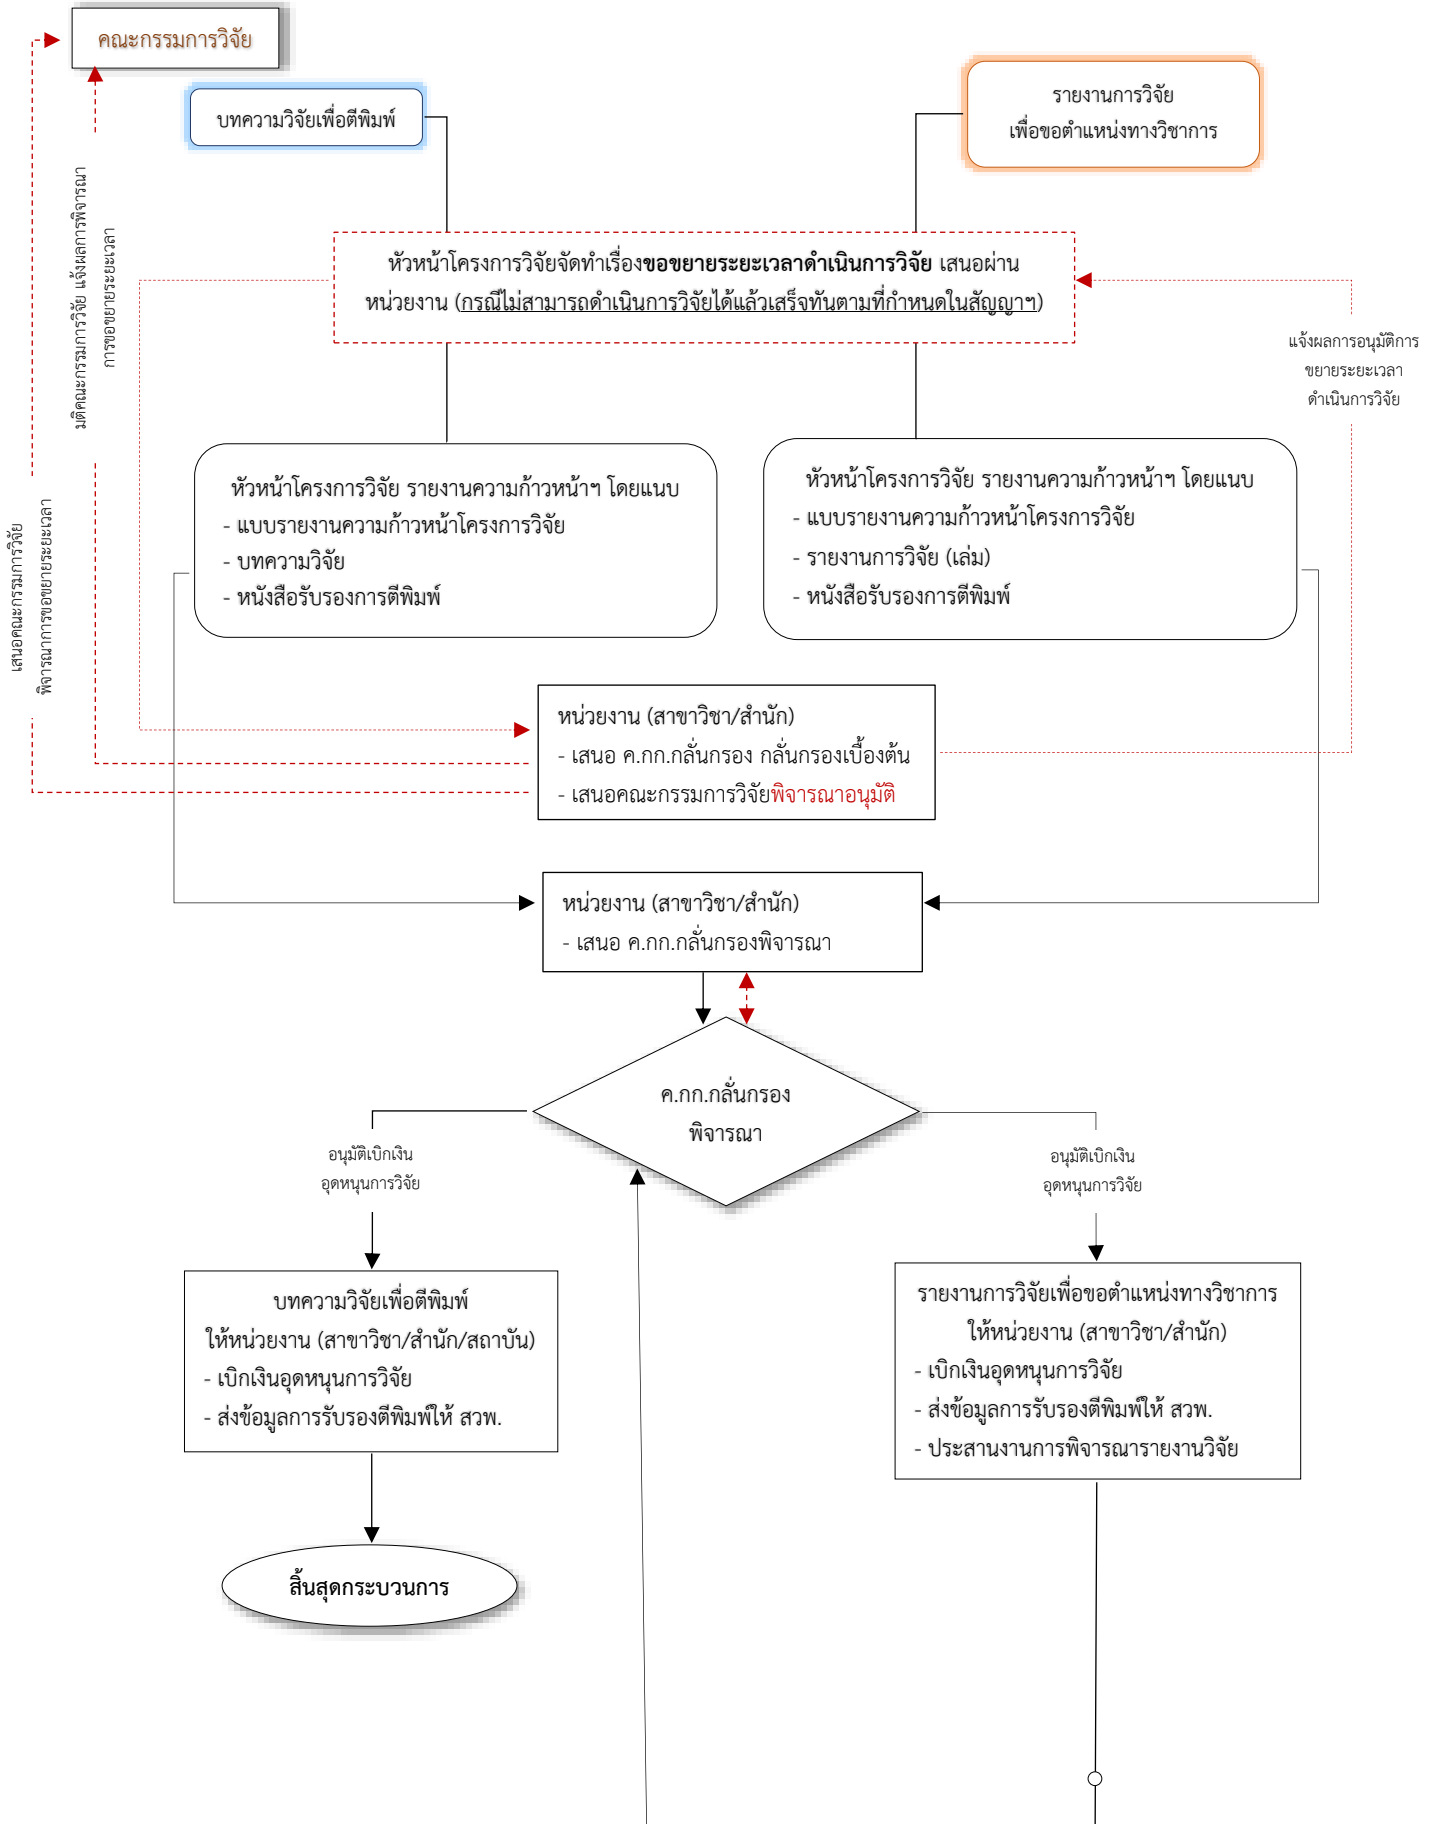 คณะกรรมการวิจัย
บทความวิจัยเพื่อตีพิมพ์
รายงานการวิจัย
เพื่อขอตำแหน่งทางวิชาการ
มติคณะกรรมการวิจัย แจ้งผลการพิจารณา
การขอขยายระยะเวลา
หัวหน้าโครงการวิจัยจัดทำเรื่องขอขยายระยะเวลาดำเนินการวิจัย เสนอผ่าน
หน่วยงาน (กรณีไม่สามารถดำเนินการวิจัยได้แล้วเสร็จทันตามที่กำหนดในสัญญาฯ)
แจ้งผลการอนุมัติการ
ขยายระยะเวลา
ดำเนินการวิจัย
เสนอคณะกรรมการวิจัย
พิจารณาการขอขยายระยะเวลา
หัวหน้าโครงการวิจัย รายงานความก้าวหน้าฯ โดยแนบ
- แบบรายงานความก้าวหน้าโครงการวิจัย
- บทความวิจัย
- หนังสือรับรองการตีพิมพ์
หัวหน้าโครงการวิจัย รายงานความก้าวหน้าฯ โดยแนบ
- แบบรายงานความก้าวหน้าโครงการวิจัย
- รายงานการวิจัย (เล่ม)
- หนังสือรับรองการตีพิมพ์
หน่วยงาน (สาขาวิชา/สำนัก)
- เสนอ ค.กก.กลั่นกรอง กลั่นกรองเบื้องต้น
- เสนอคณะกรรมการวิจัยพิจารณาอนุมัติ
หน่วยงาน (สาขาวิชา/สำนัก)
- เสนอ ค.กก.กลั่นกรองพิจารณา
ค.กก.กลั่นกรอง
พิจารณา
อนุมัติเบิกเงิน
อุดหนุนการวิจัย
อนุมัติเบิกเงิน
อุดหนุนการวิจัย
บทความวิจัยเพื่อตีพิมพ์
ให้หน่วยงาน (สาขาวิชา/สำนัก/สถาบัน)
- เบิกเงินอุดหนุนการวิจัย
- ส่งข้อมูลการรับรองตีพิมพ์ให้ สวพ.
รายงานการวิจัยเพื่อขอตำแหน่งทางวิชาการ
ให้หน่วยงาน (สาขาวิชา/สำนัก)
- เบิกเงินอุดหนุนการวิจัย
- ส่งข้อมูลการรับรองตีพิมพ์ให้ สวพ.
- ประสานงานการพิจารณารายงานวิจัย
สิ้นสุดกระบวนการ